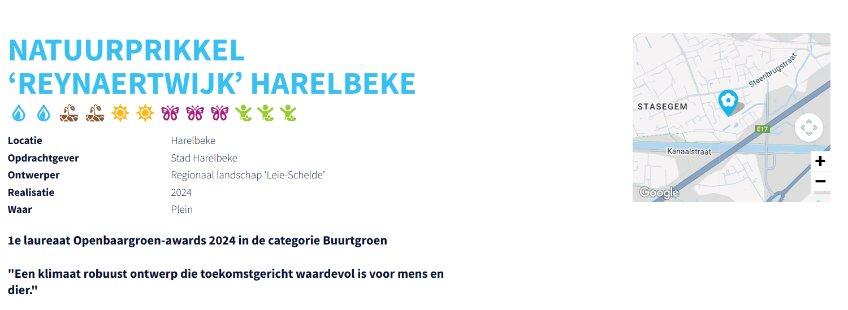 NATUURPRIKKEL
‘REYNAERTWIJK’ HARELBEKE
Locatie Harelbeke
Opdrachtgever Stad Harelbeke
Ontwerper Regionaal landschap ‘Leie-Schelde’
Realisatie 2024
Waar Plein
1e laureaat Openbaargroen-awards 2024 in de categorie Buurtgroen
"Een klimaat robuust ontwerp die toekomstgericht waardevol is voor mens en
dier."
Steenbrugstraat
STASEGEM
E17
Kanaalstraat
+
−
Google